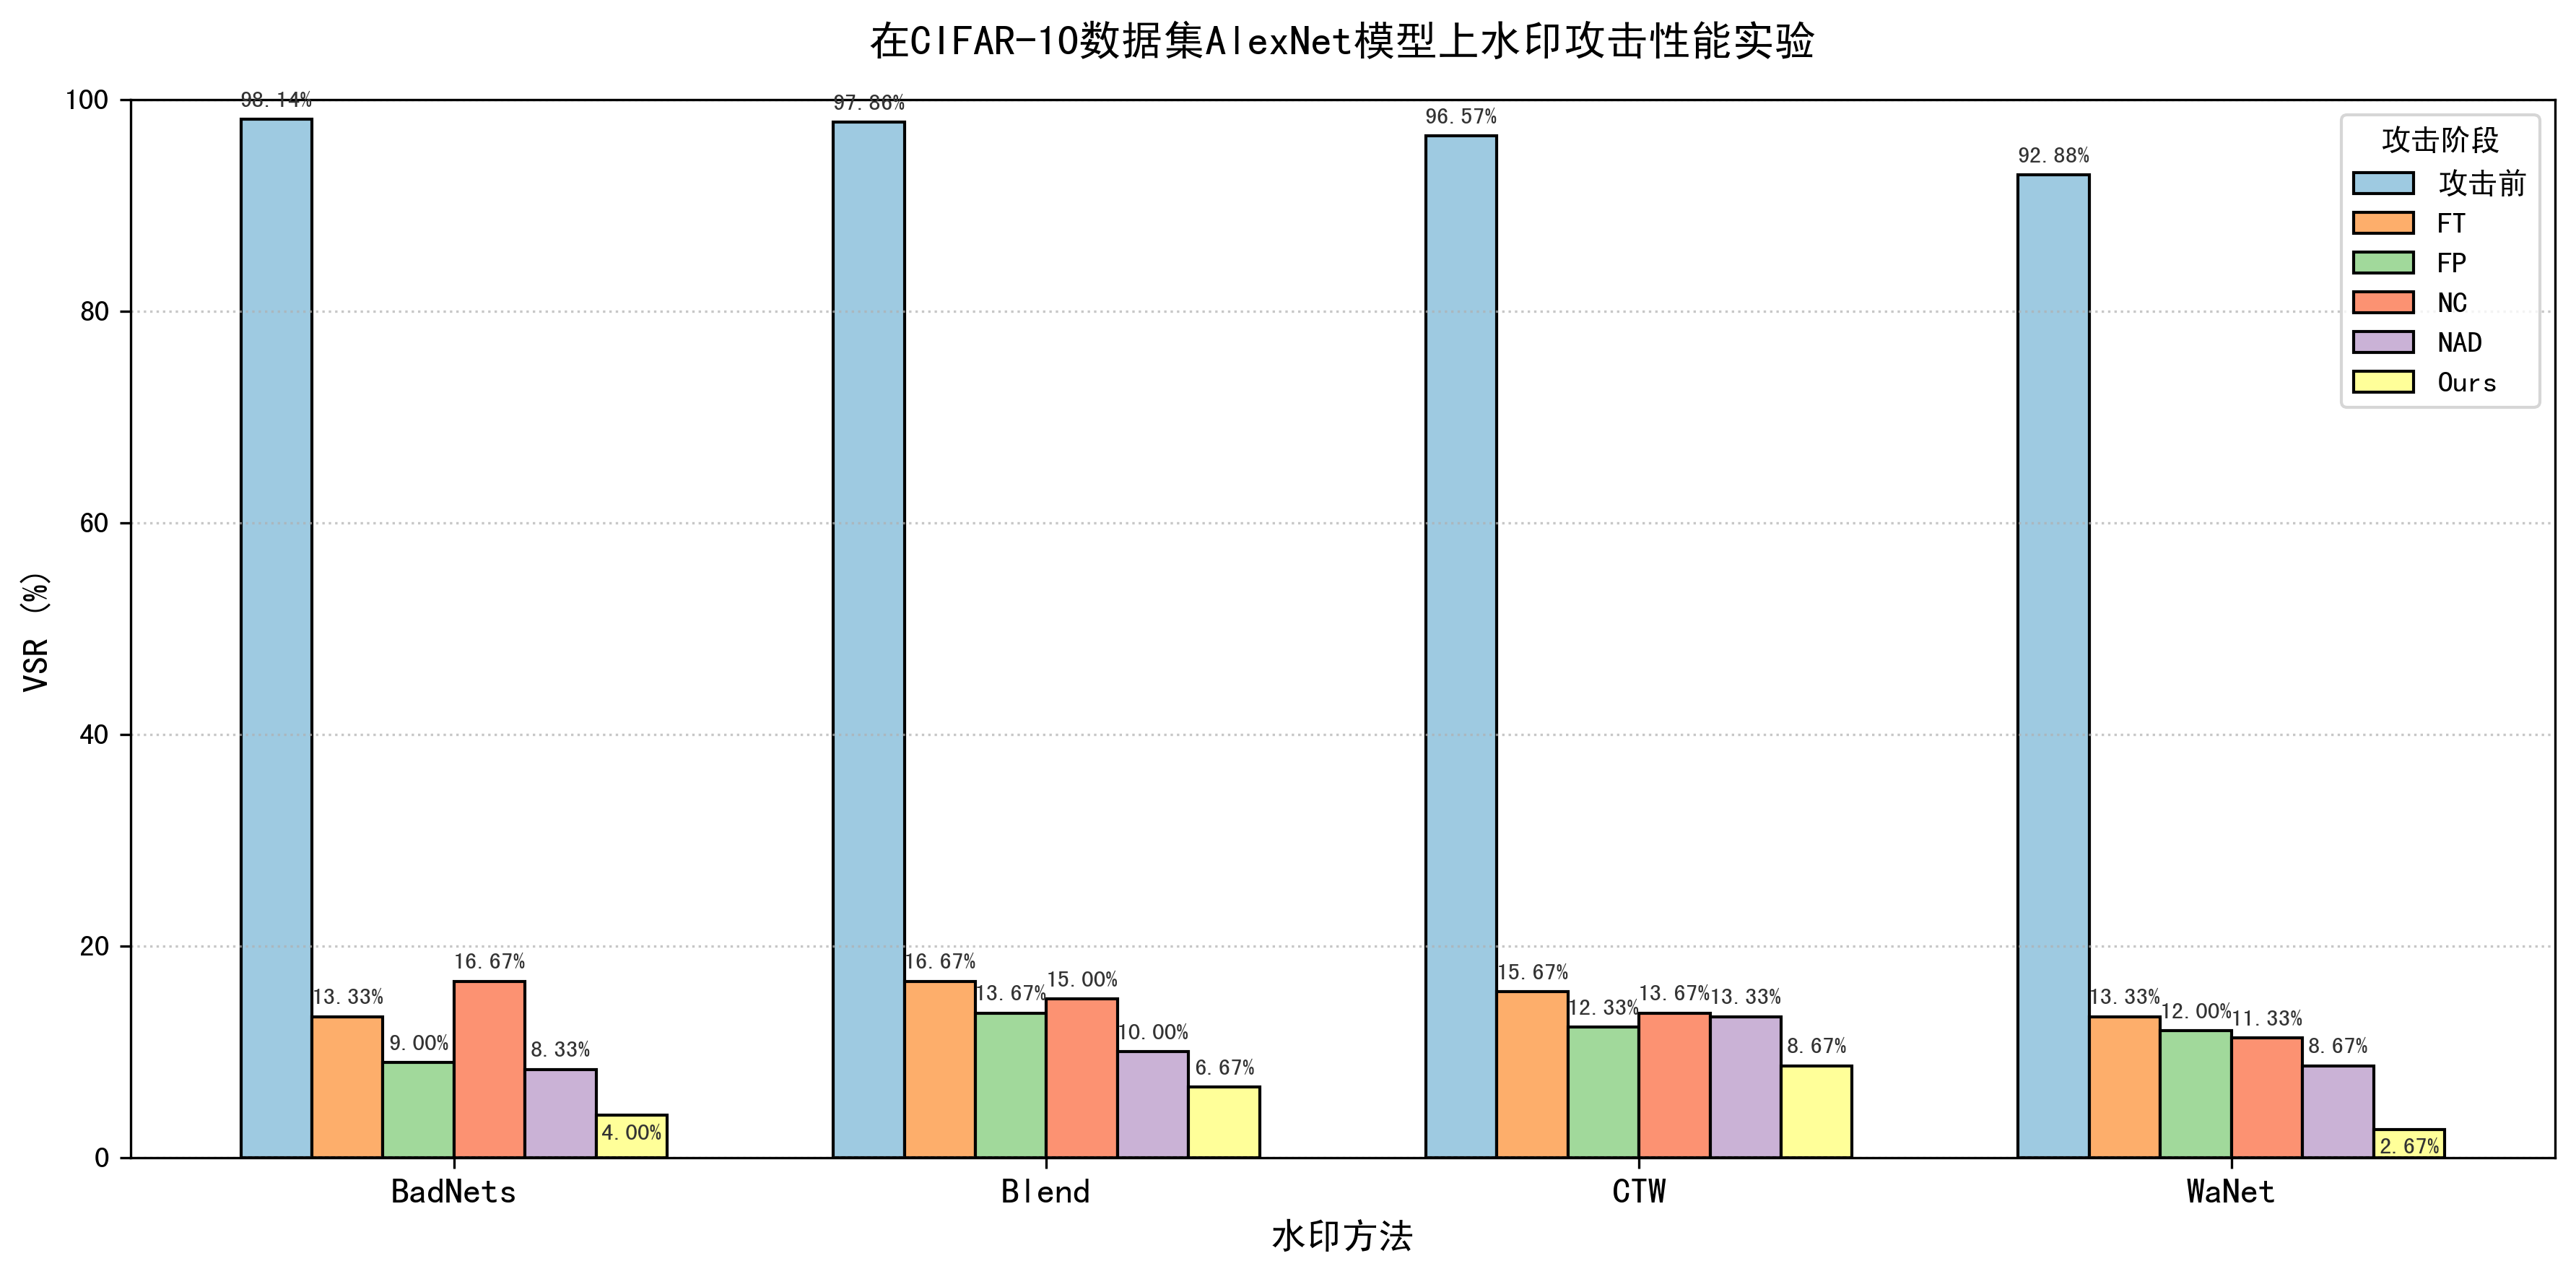 在CIFAR-10数据集AlexNet模型上水印攻击性能实验
VSR (%)
100
80
60
40
20
0
98.14%
13.33%
9.00%
16.67%
8.33%
4.00%
97.86%
16.67%
13.67%
15.00%
10.00%
6.67%
96.57%
15.67%
12.33%
13.67%
13.33%
8.67%
92.88%
13.33%
12.00%
11.33%
8.67%
2.67%
攻击阶段
攻击前
FT
FP
NC
NAD
Ours
BadNets
Blend
CTW
WaNet
水印方法